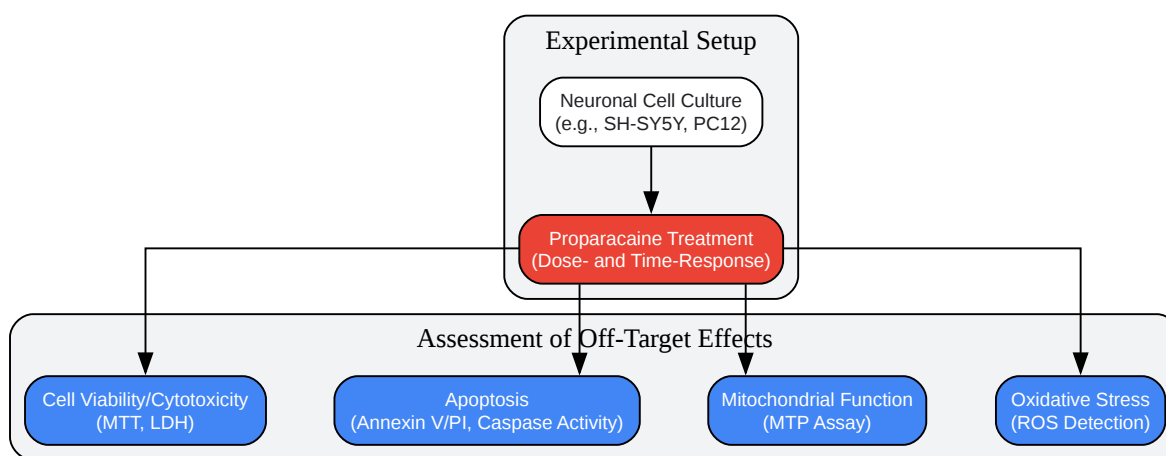 Experimental Setup
Neuronal Cell Culture
(e.g., SH-SY5Y, PC12)
Proparacaine Treatment
(Dose- and Time-Response)
Assessment of Off-Target Effects
Cell Viability/Cytotoxicity
(MTT, LDH)
Apoptosis
(Annexin V/PI, Caspase Activity)
Mitochondrial Function
(MTP Assay)
Oxidative Stress
(ROS Detection)